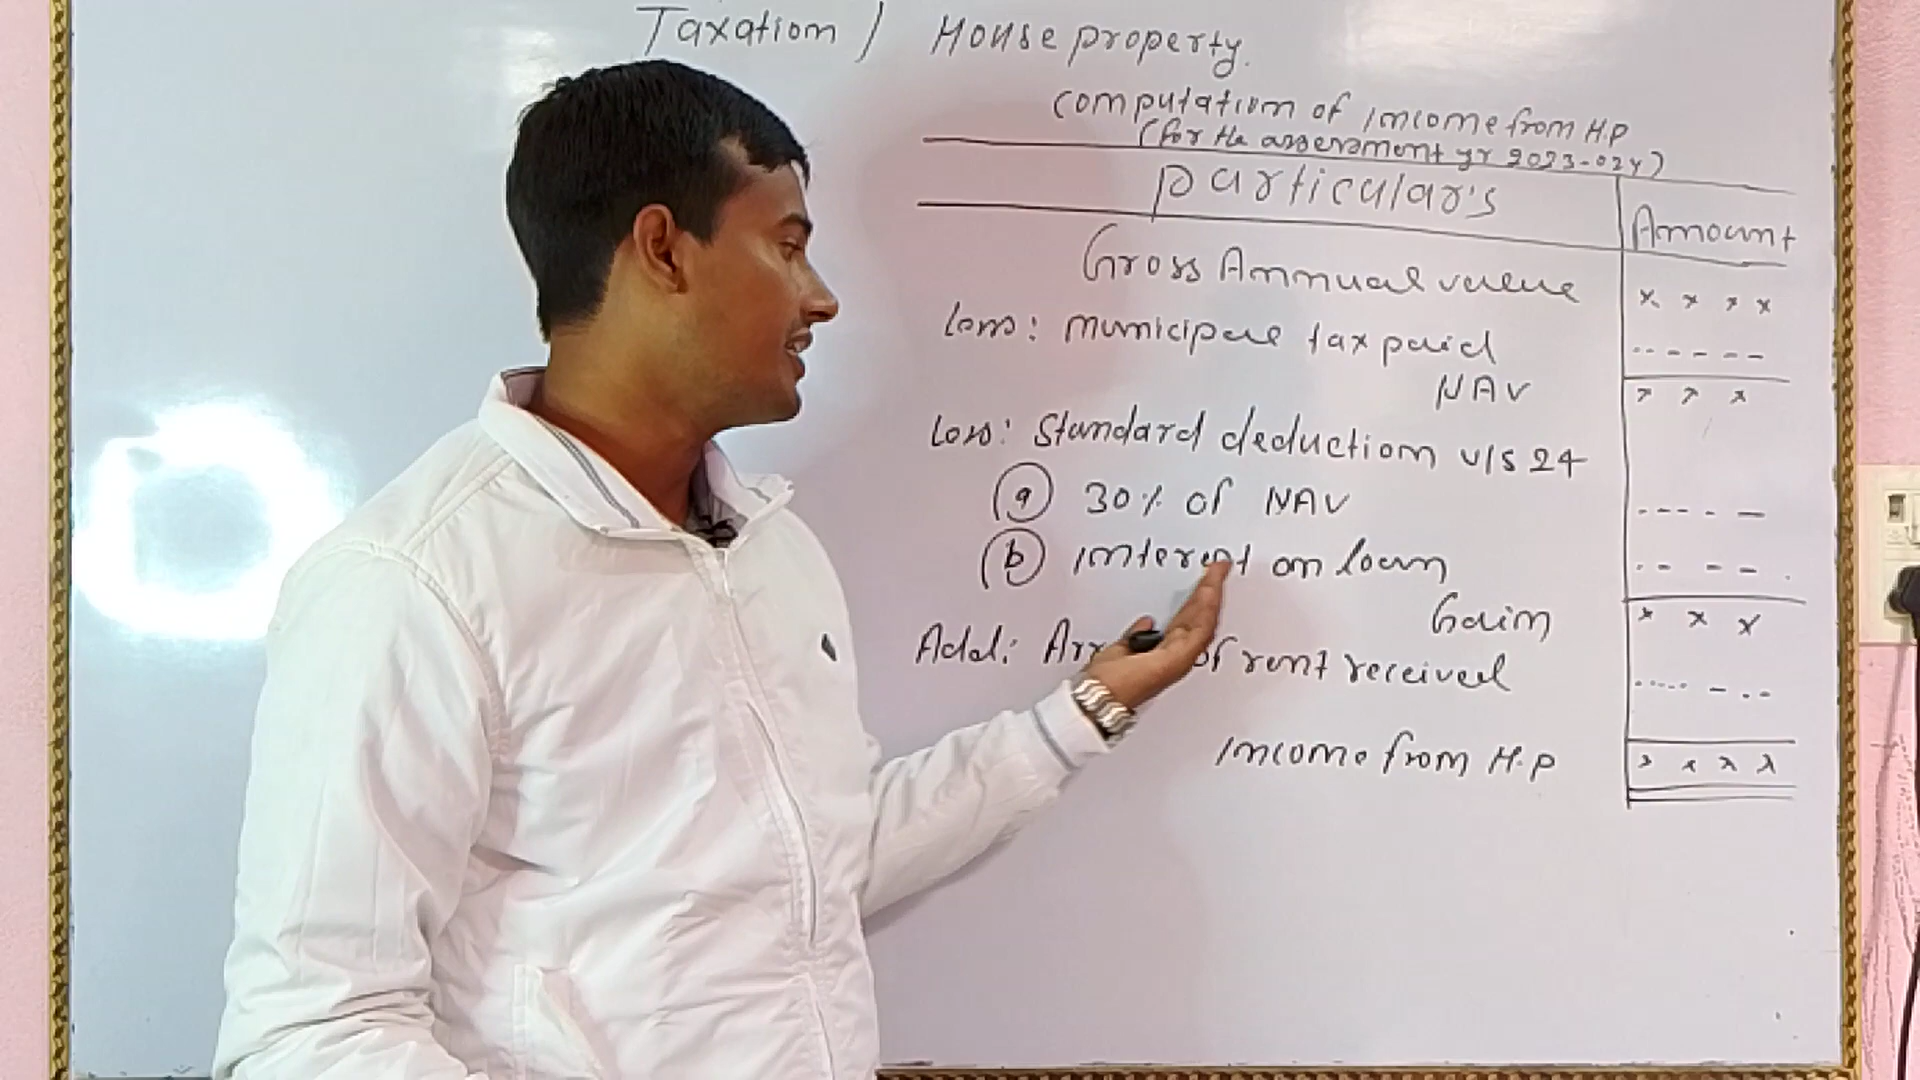 Taxation / House property.
Computation of income from H.P
(for the assessment yr 2023-024)
Particular's Amount
Gross Annual value x x x x
Less: municipal tax paid ------
NAV x x x
Less: Standard deduction u/s 24
(a) 30% of NAV -----
(b) interest on loan ----
Gain x x x
Add: Arr of rent received ------
income from H.P x x x x